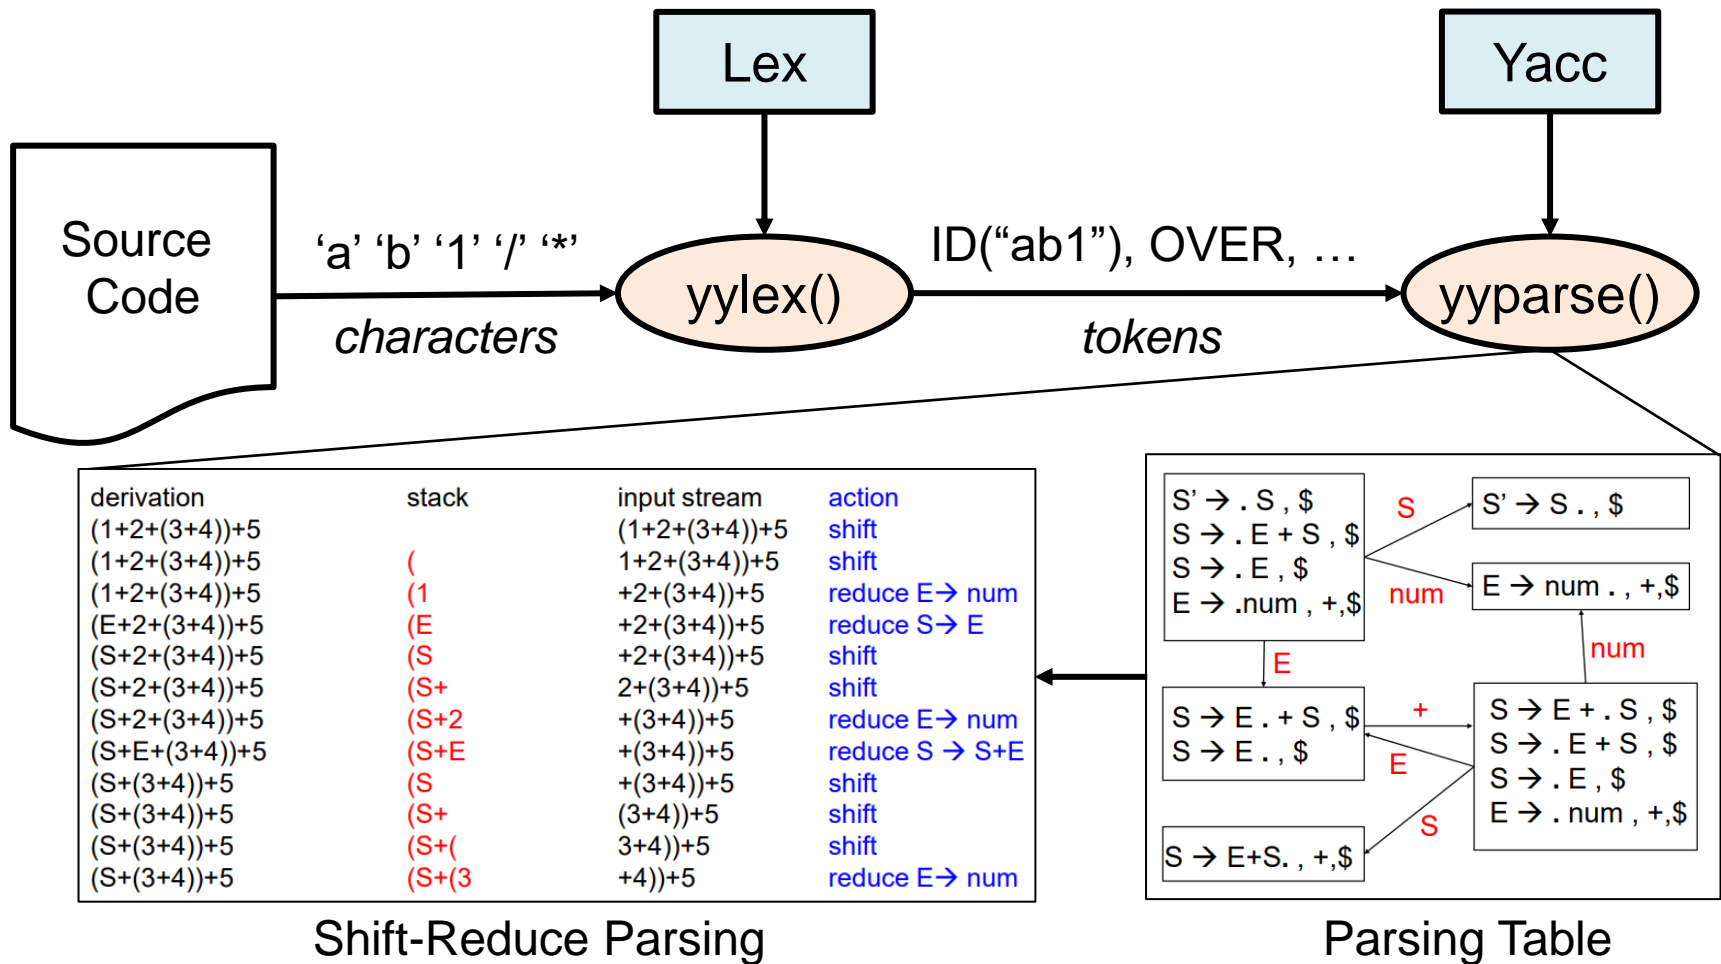 Lex
Yacc
Source
Code
‘a’ ‘b’ ‘1’ ‘/’ ‘*’
characters
yylex()
ID(“ab1”), OVER, …
tokens
yyparse()
derivation stack input stream action
(1+2+(3+4))+5 (1+2+(3+4))+5 shift
(1+2+(3+4))+5 ( 1+2+(3+4))+5 shift
(1+2+(3+4))+5 (1 +2+(3+4))+5 reduce E→ num
(E+2+(3+4))+5 (E +2+(3+4))+5 reduce S→ E
(S+2+(3+4))+5 (S +2+(3+4))+5 shift
(S+2+(3+4))+5 (S+ 2+(3+4))+5 shift
(S+2+(3+4))+5 (S+2 +(3+4))+5 reduce E→ num
(S+E+(3+4))+5 (S+E +(3+4))+5 reduce S → S+E
(S+(3+4))+5 (S +(3+4))+5 shift
(S+(3+4))+5 (S+ (3+4))+5 shift
(S+(3+4))+5 (S+( 3+4))+5 shift
(S+(3+4))+5 (S+(3 +4))+5 reduce E→ num
Shift-Reduce Parsing
S’ → . S , $
S → . E + S , $
S → . E , $
E → .num , +,$
S
S’ → S . , $
num
E → num . , +,$
E
num
S → E . + S , $
S → E . , $
+
E
S → E + . S , $
S → . E + S , $
S → . E , $
E → . num , +,$
S
S → E+S. , +,$
Parsing Table